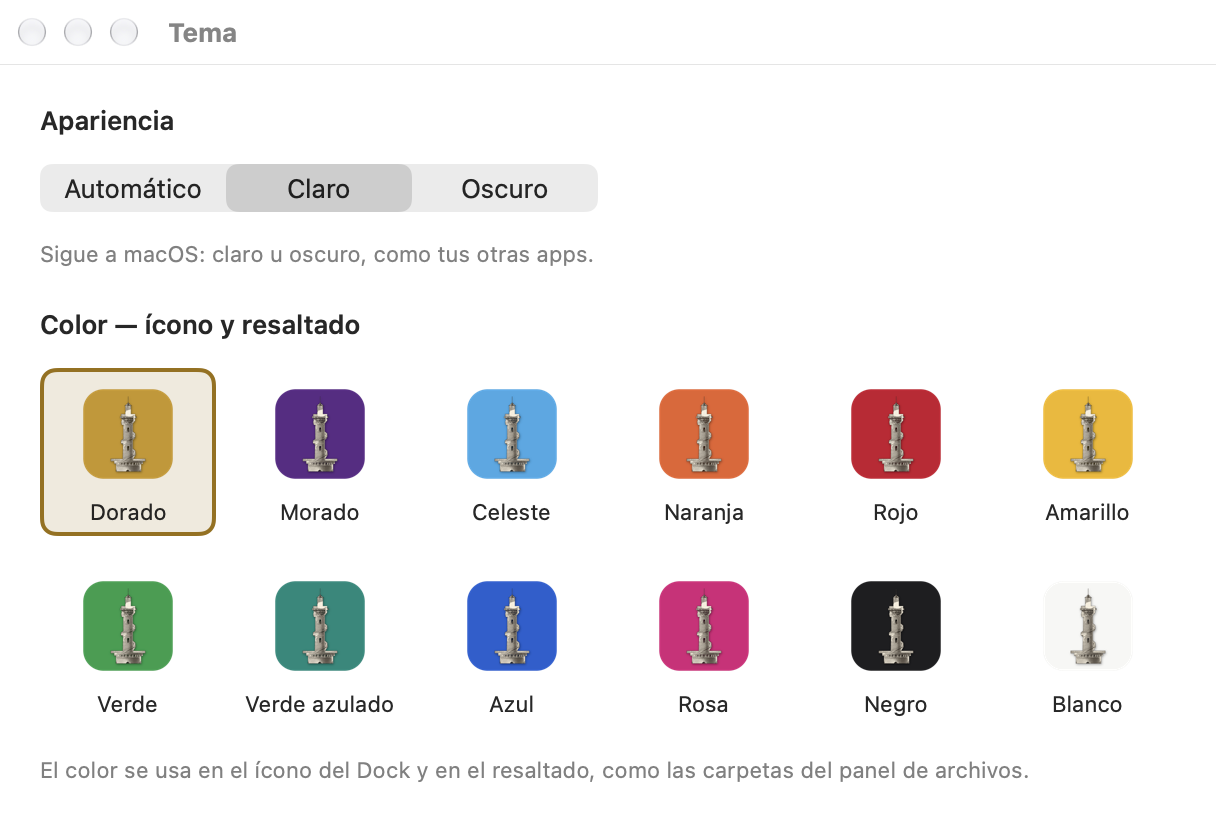 Tema
Apariencia
Automático Claro Oscuro
Sigue a macOS: claro u oscuro, como tus otras apps.
Color — ícono y resaltado
Dorado Morado Celeste Naranja Rojo Amarillo
Verde Verde azulado Azul Rosa Negro Blanco
El color se usa en el ícono del Dock y en el resaltado, como las carpetas del panel de archivos.